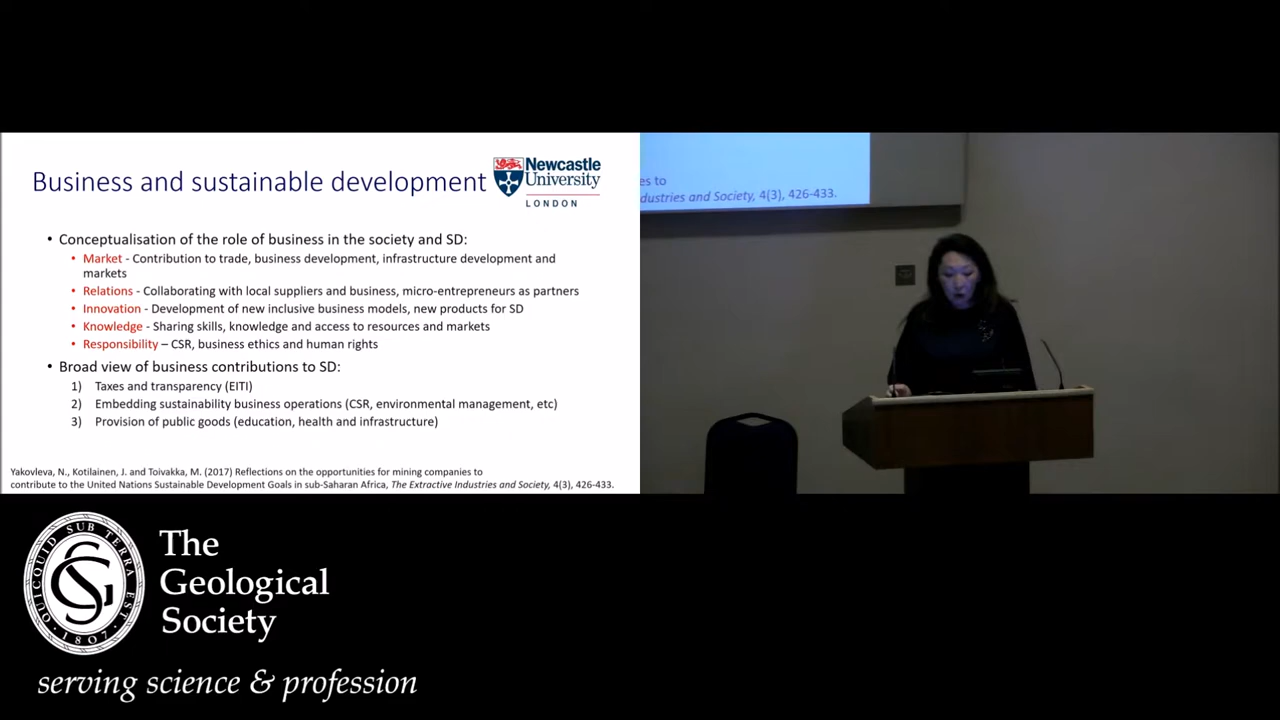 Business and sustainable development
Newcastle
University
LONDON
• Conceptualisation of the role of business in the society and SD:
• Market - Contribution to trade, business development, infrastructure development and
markets
• Relations - Collaborating with local suppliers and business, micro-entrepreneurs as partners
• Innovation - Development of new inclusive business models, new products for SD
• Knowledge - Sharing skills, knowledge and access to resources and markets
• Responsibility – CSR, business ethics and human rights
• Broad view of business contributions to SD:
1) Taxes and transparency (EITI)
2) Embedding sustainability business operations (CSR, environmental management, etc)
3) Provision of public goods (education, health and infrastructure)
Yakovleva, N., Kotilainen, J. and Toivakka, M. (2017) Reflections on the opportunities for mining companies to
contribute to the United Nations Sustainable Development Goals in sub-Saharan Africa, The Extractive Industries and Society, 4(3), 426-433.
es to
dustries and Society, 4(3), 426-433.
QUICQUID SUB TERRA EST
1807
The
Geological
Society
serving science & profession